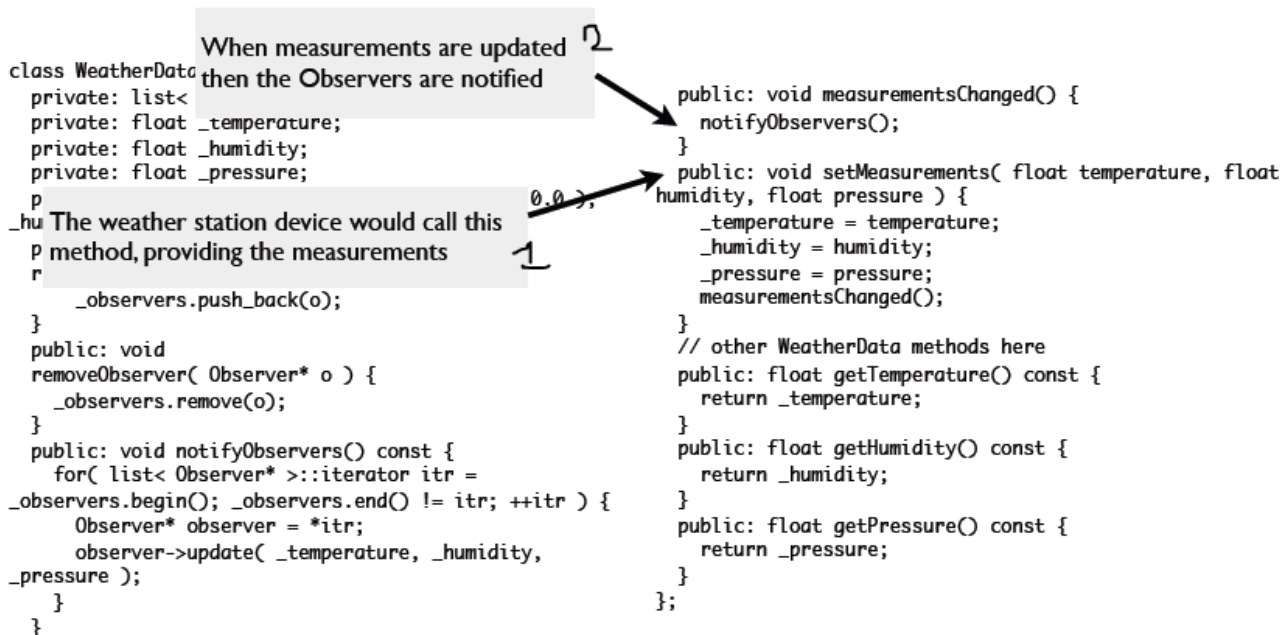 When measurements are updated
then the Observers are notified
2
class WeatherData
private: list<
private: float _temperature;
private: float _humidity;
private: float _pressure;
p
0.0 ),
_hu
The weather station device would call this
method, providing the measurements
1
p
r
_observers.push_back(o);
}
public: void
removeObserver( Observer* o ) {
_observers.remove(o);
}
public: void notifyObservers() const {
for( list< Observer* >::iterator itr =
_observers.begin(); _observers.end() != itr; ++itr ) {
Observer* observer = *itr;
observer->update( _temperature, _humidity,
_pressure );
}
}
public: void measurementsChanged() {
notifyObservers();
}
public: void setMeasurements( float temperature, float
humidity, float pressure ) {
_temperature = temperature;
_humidity = humidity;
_pressure = pressure;
measurementsChanged();
}
// other WeatherData methods here
public: float getTemperature() const {
return _temperature;
}
public: float getHumidity() const {
return _humidity;
}
public: float getPressure() const {
return _pressure;
}
};